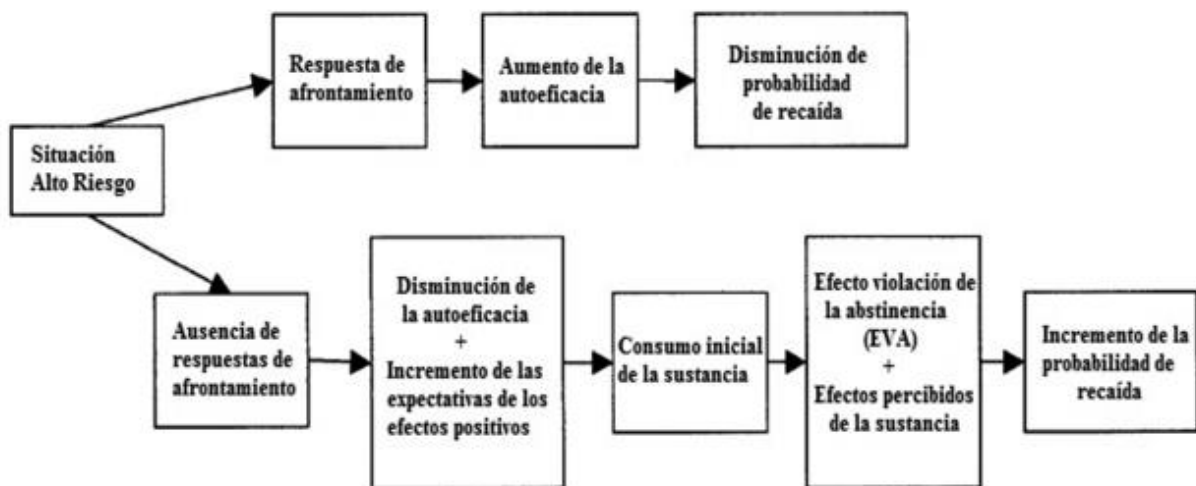 Respuesta de
afrontamiento
Aumento de la
autoeficacia
Disminución de
probabilidad
de recaída
Situación
Alto Riesgo
Ausencia de
respuestas de
afrontamiento
Disminución de
la autoeficacia
+
Incremento de las
expectativas de los
efectos positivos
Consumo inicial
de la sustancia
Efecto violación de
la abstinencia
(EVA)
+
Efectos percibidos
de la sustancia
Incremento de la
probabilidad de
recaída